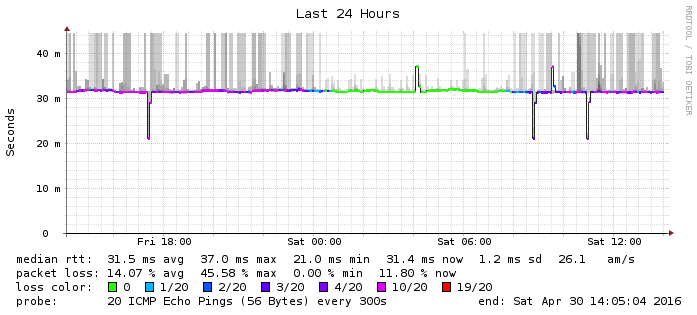 Last 24 Hours
RRDTOOL / TOBI OETIKER
Seconds
40 m
30 m
20 m
10 m
0
Fri 18:00 Sat 00:00 Sat 06:00 Sat 12:00
median rtt: 31.5 ms avg 37.0 ms max 21.0 ms min 31.4 ms now 1.2 ms sd 26.1 am/s
packet loss: 14.07 % avg 45.58 % max 0.00 % min 11.80 % now
loss color: 0 1/20 2/20 3/20 4/20 10/20 19/20
probe: 20 ICMP Echo Pings (56 Bytes) every 300s end: Sat Apr 30 14:05:04 2016